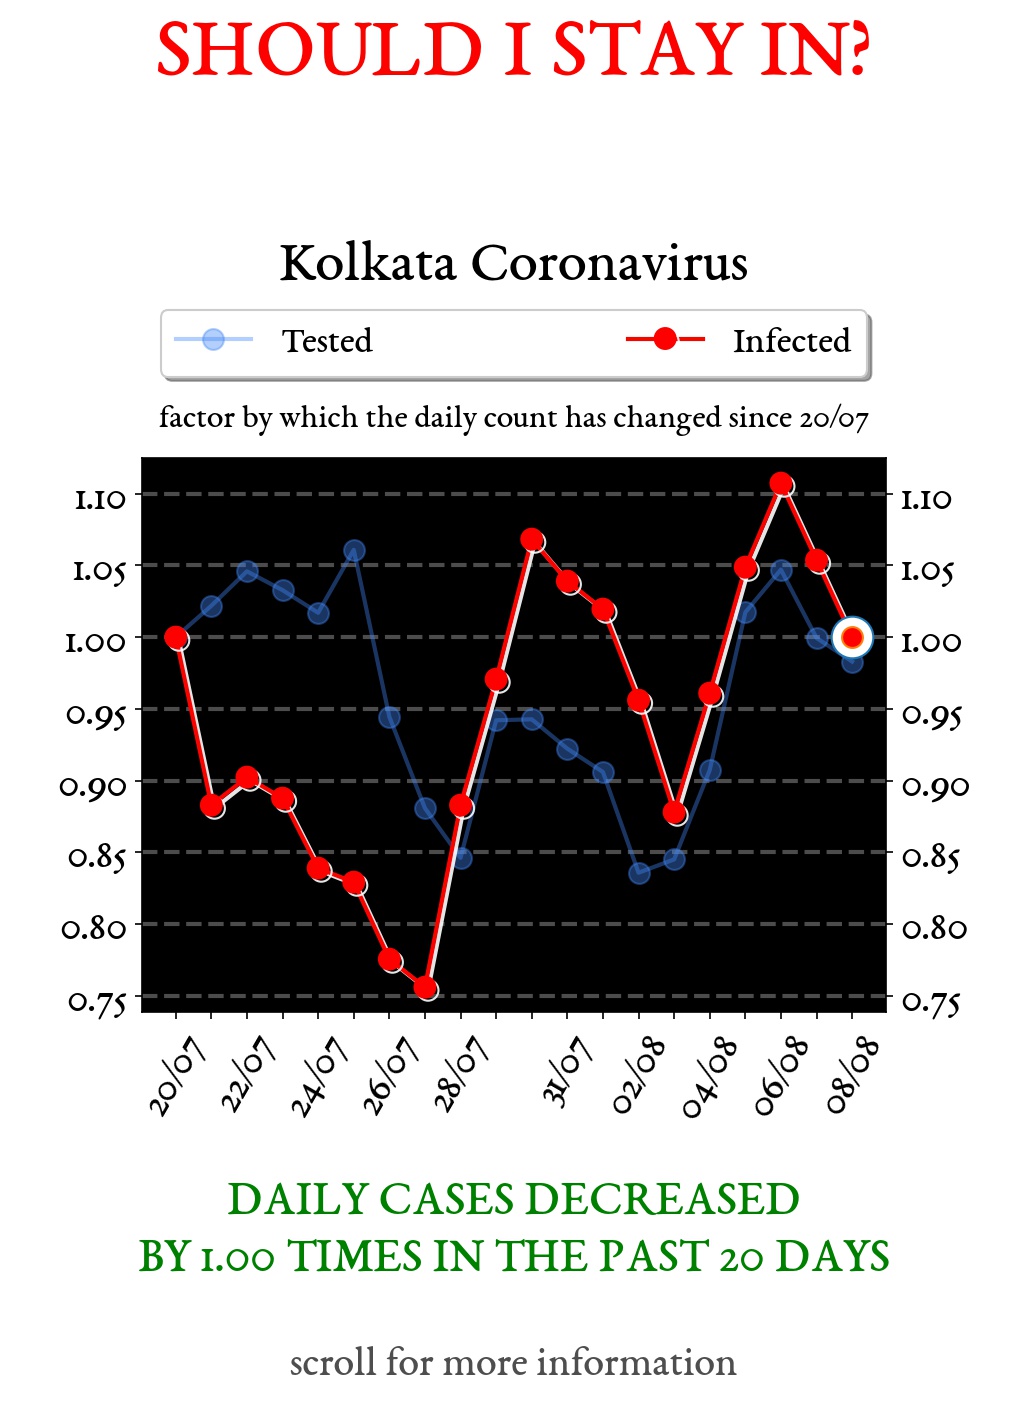 SHOULD I STAY IN?
Kolkata Coronavirus
Tested Infected
factor by which the daily count has changed since 20/07
1.10 1.10
1.05 1.05
1.00 1.00
0.95 0.95
0.90 0.90
0.85 0.85
0.80 0.80
0.75 0.75
20/07 22/07 24/07 26/07 28/07 31/07 02/08 04/08 06/08 08/08
DAILY CASES DECREASED
BY 1.00 TIMES IN THE PAST 20 DAYS
scroll for more information